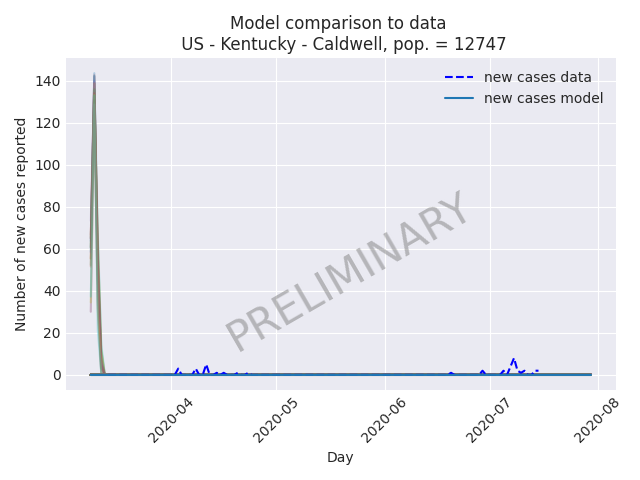 Model comparison to data
US - Kentucky - Caldwell, pop. = 12747
new cases data
new cases model
Number of new cases reported
140
120
100
80
60
40
20
0
PRELIMINARY
2020-04
2020-05
2020-06
2020-07
2020-08
Day